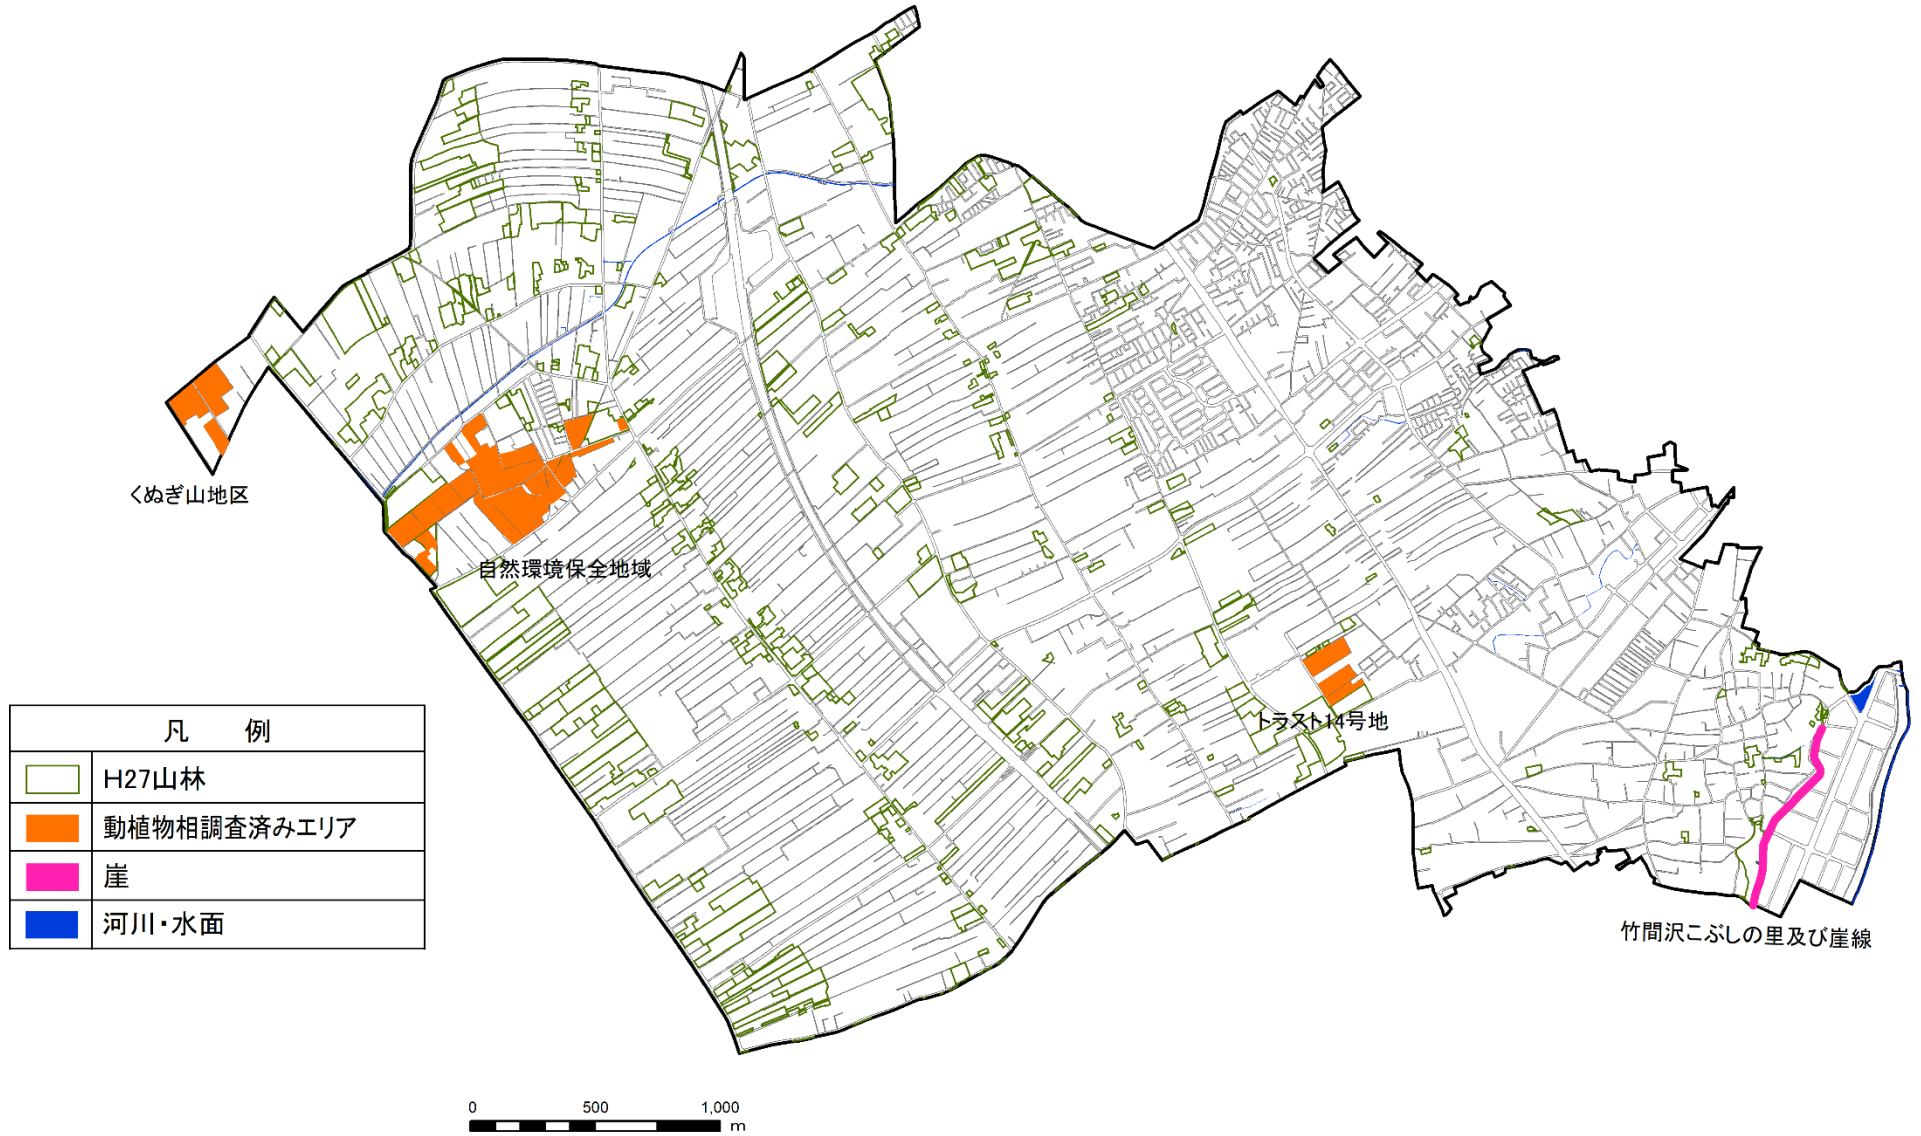 くぬぎ山地区
自然環境保全地域
トラスト14号地
竹間沢こぶしの里及び崖線
凡 例
H27山林
動植物相調査済みエリア
崖
河川・水面
0 500 1,000
m